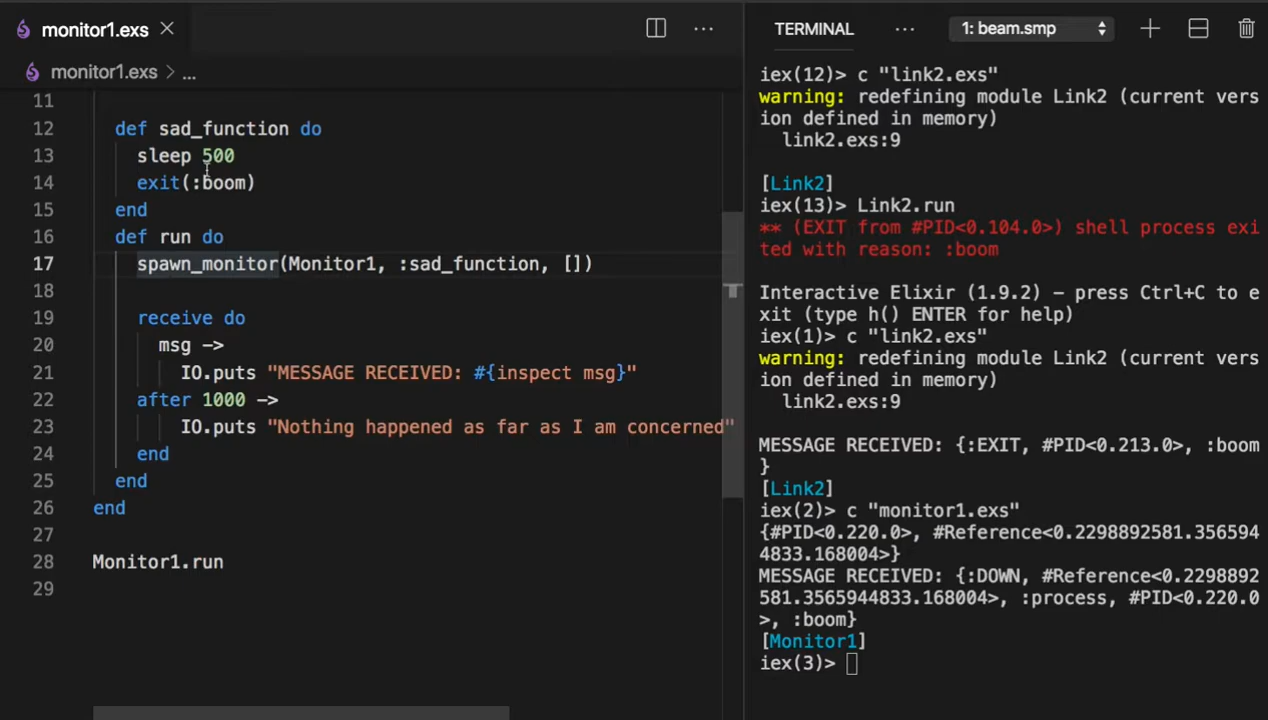 monitor1.exs
monitor1.exs > ...
11
12 def sad_function do
13 sleep 500
14 exit(:boom)
15 end
16 def run do
17 spawn_monitor(Monitor1, :sad_function, [])
18
19 receive do
20 msg ->
21 IO.puts "MESSAGE RECEIVED: #{inspect msg}"
22 after 1000 ->
23 IO.puts "Nothing happened as far as I am concerned"
24 end
25 end
26 end
27
28 Monitor1.run
29
TERMINAL
1: beam.smp
iex(12)> c "link2.exs"
warning: redefining module Link2 (current vers
ion defined in memory)
link2.exs:9
[Link2]
iex(13)> Link2.run
** (EXIT from #PID<0.104.0>) shell process exi
ted with reason: :boom
Interactive Elixir (1.9.2) - press Ctrl+C to e
xit (type h() ENTER for help)
iex(1)> c "link2.exs"
warning: redefining module Link2 (current vers
ion defined in memory)
link2.exs:9
MESSAGE RECEIVED: {:EXIT, #PID<0.213.0>, :boom
}
[Link2]
iex(2)> c "monitor1.exs"
{#PID<0.220.0>, #Reference<0.2298892581.356594
4833.168004>}
MESSAGE RECEIVED: {:DOWN, #Reference<0.2298892
581.3565944833.168004>, :process, #PID<0.220.0
>, :boom}
[Monitor1]
iex(3)>